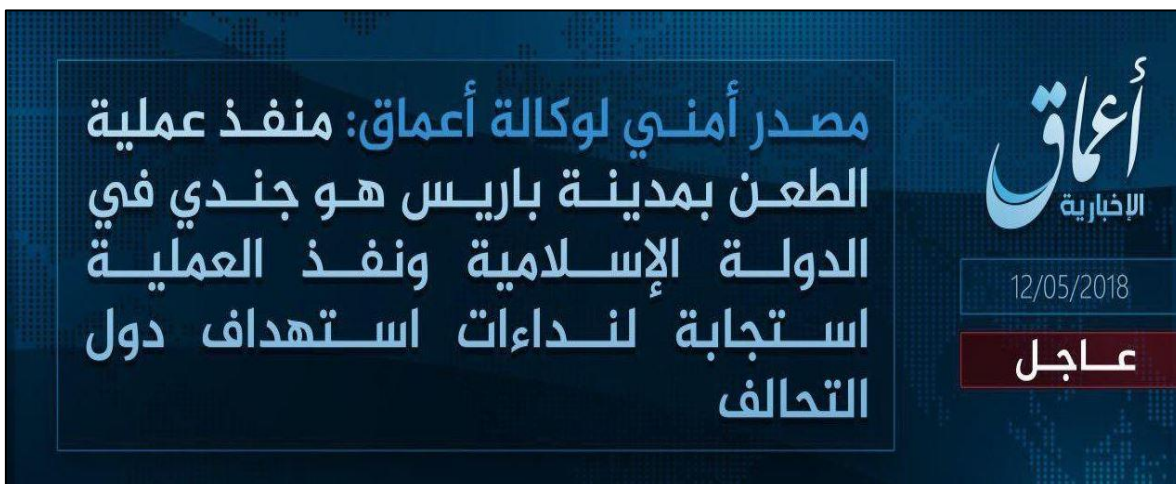 مصدر أمني لوكالة أعماق: منفذ عملية
الطعن بمدينة باريس هو جندي في
الدولة الإسلامية ونفذ العملية
استجابة لنداءات استهداف دول
التحالف
أعماق
الإخبارية
12/05/2018
عاجل